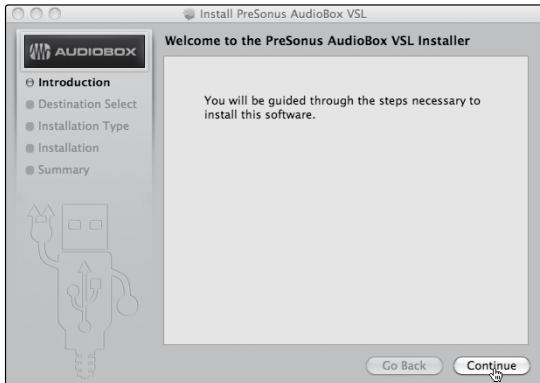 Install PreSonus AudioBox VSL
AUDIOBOX
Welcome to the PreSonus AudioBox VSL Installer
Introduction
Destination Select
Installation Type
Installation
Summary
You will be guided through the steps necessary to
install this software.
Go Back
Continue